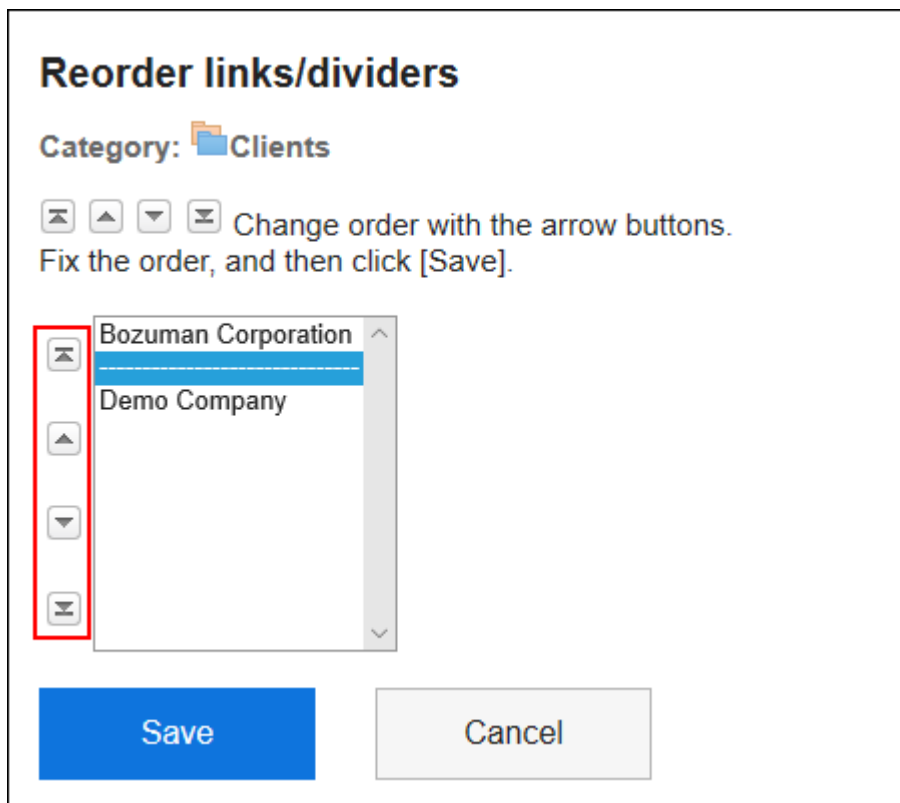 Reorder links/dividers
Category: Clients
Change order with the arrow buttons.
Fix the order, and then click [Save].
Bozuman Corporation
------------------------------
Demo Company
Save
Cancel